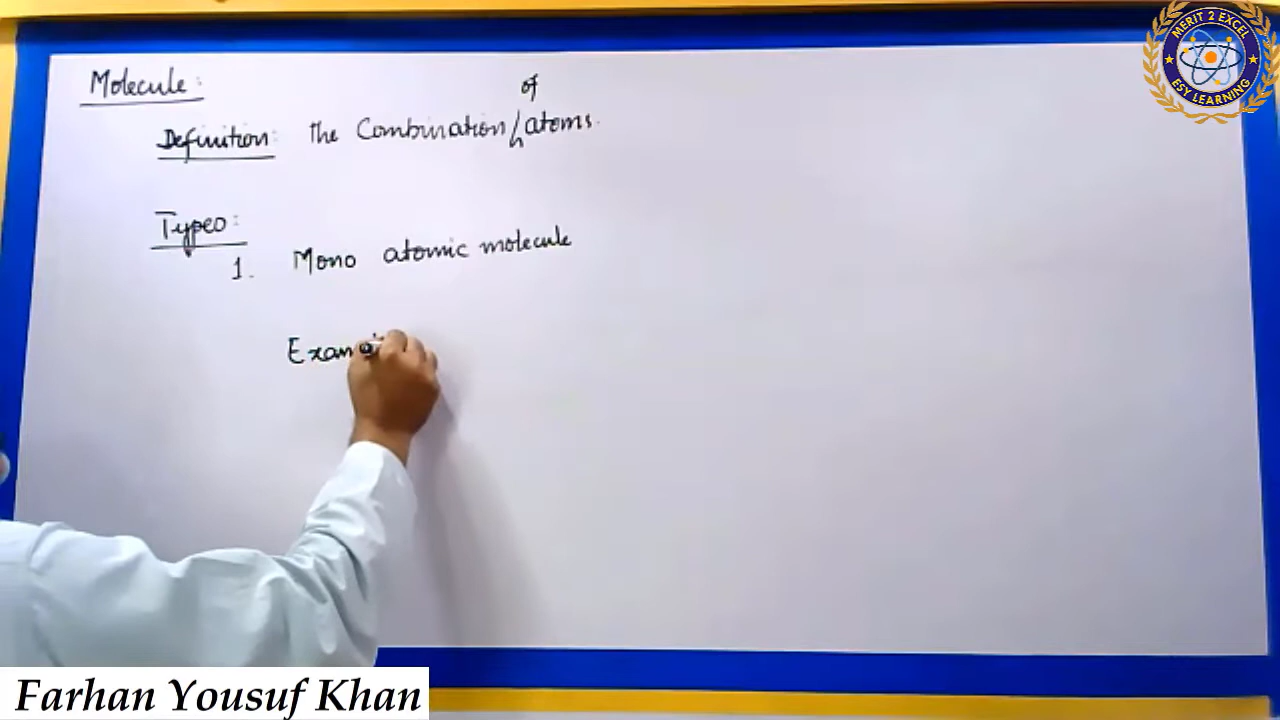 MERIT 2 EXCEL
ESY LEARNING
Molecule:
of
Definition: The Combination atoms.
Types:
1. Mono atomic molecule
Exam
Farhan Yousuf Khan